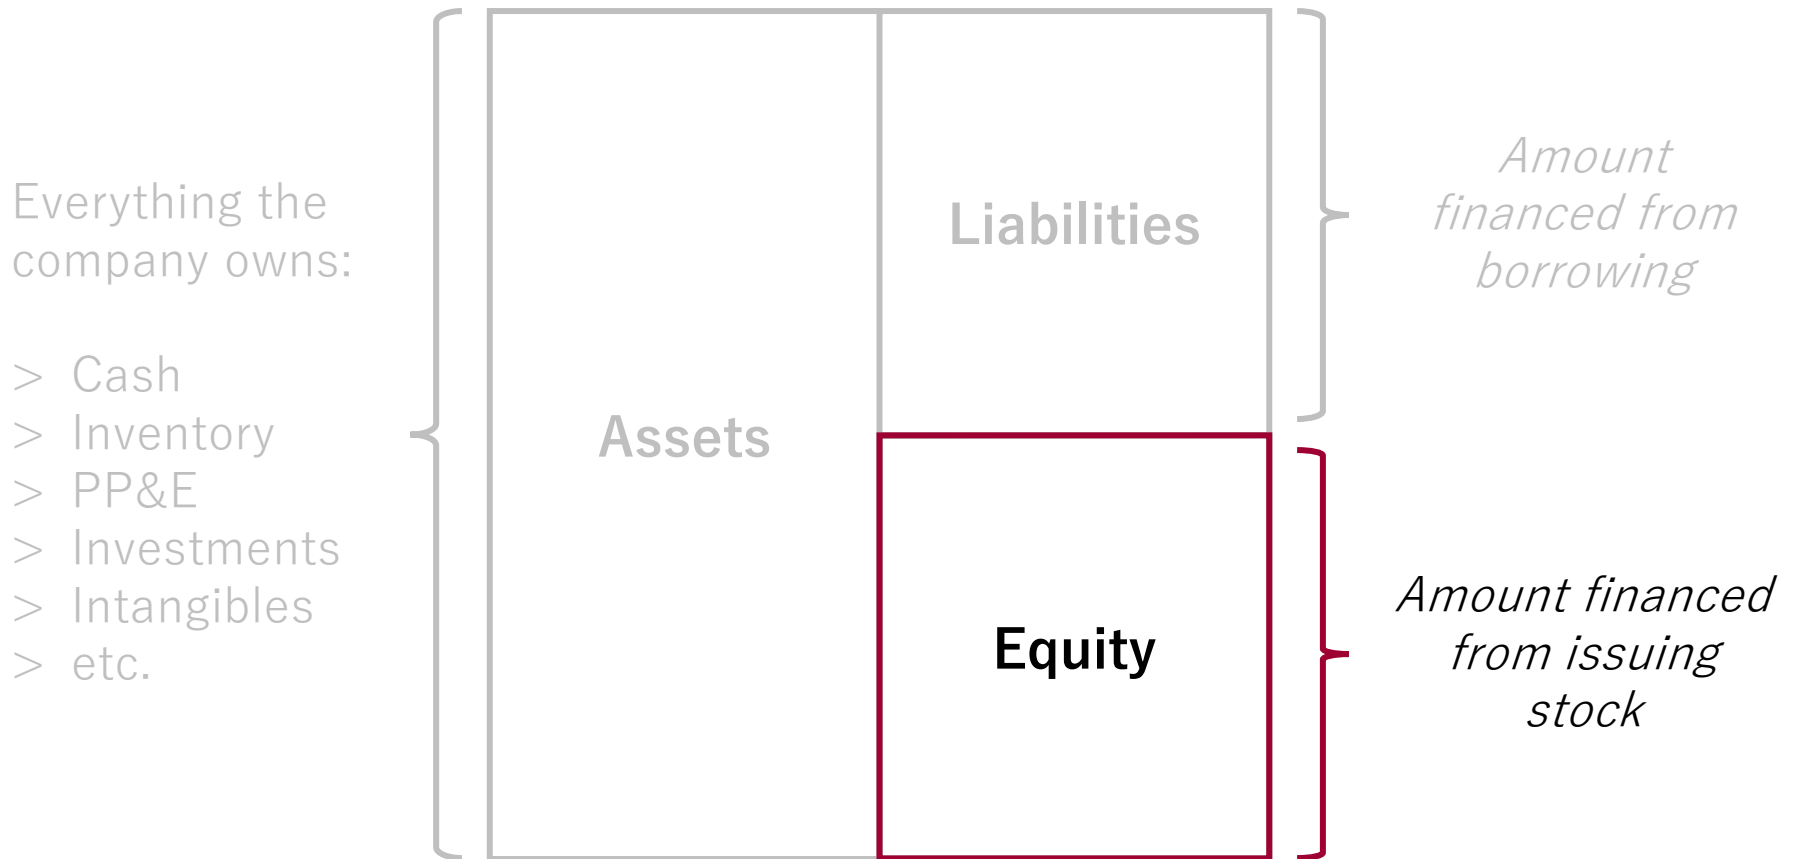 Everything the
company owns:
> Cash
> Inventory
> PP&E
> Investments
> Intangibles
> etc.
Assets
Liabilities
Amount
financed from
borrowing
Equity
Amount financed
from issuing
stock